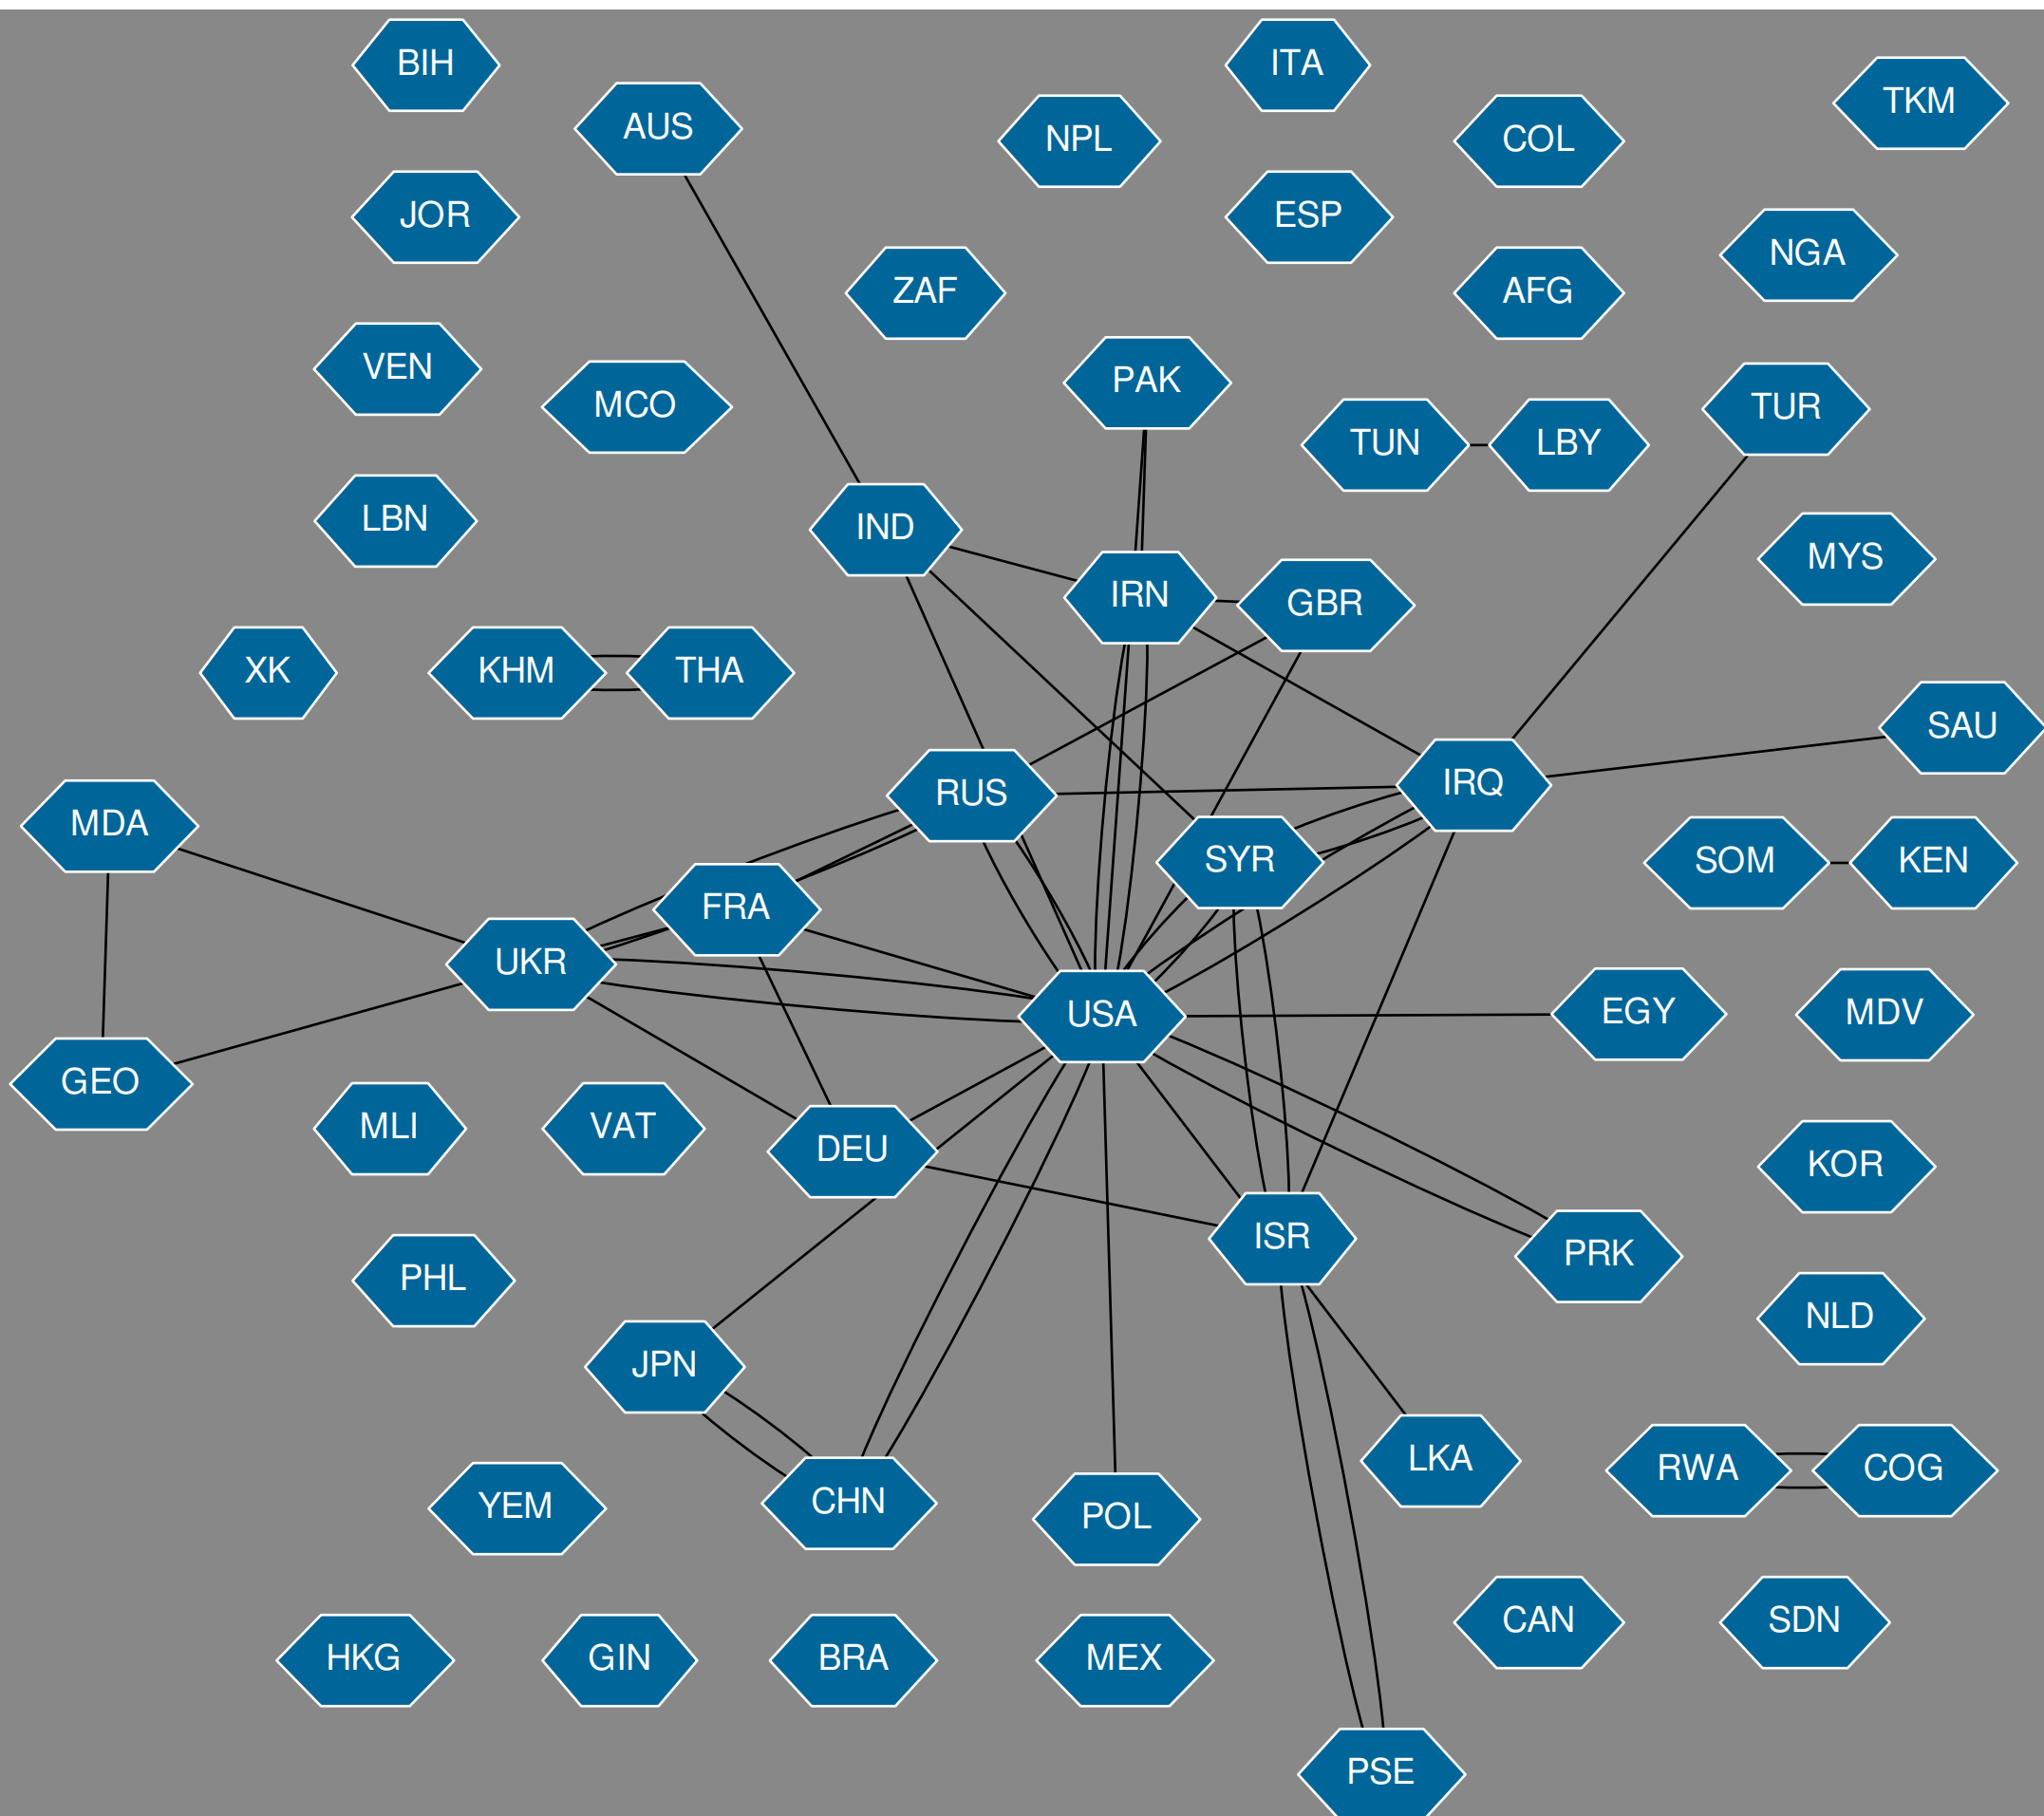 BIH
ITA
TKM
AUS
NPL
COL
JOR
ESP
NGA
ZAF
AFG
VEN
MCO
PAK
TUR
TUN
LBY
LBN
IND
MYS
IRN
GBR
XK
KHM
THA
SAU
RUS
IRQ
MDA
SYR
SOM
KEN
FRA
UKR
USA
EGY
MDV
GEO
MLI
VAT
DEU
KOR
ISR
PRK
PHL
NLD
JPN
LKA
RWA
COG
YEM
CHN
POL
CAN
SDN
HKG
GIN
BRA
MEX
PSE